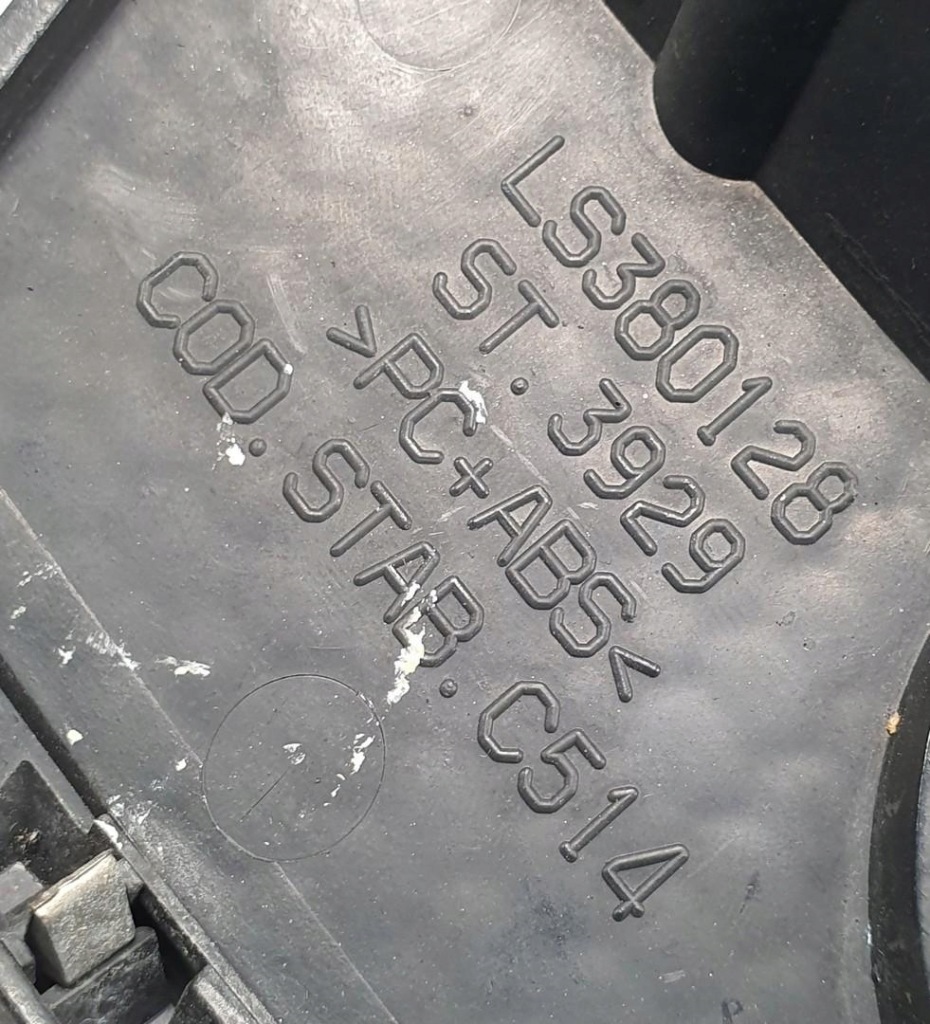 LS380128
ST. 3929
>PC+ABS<
COD. STAB. C514
P